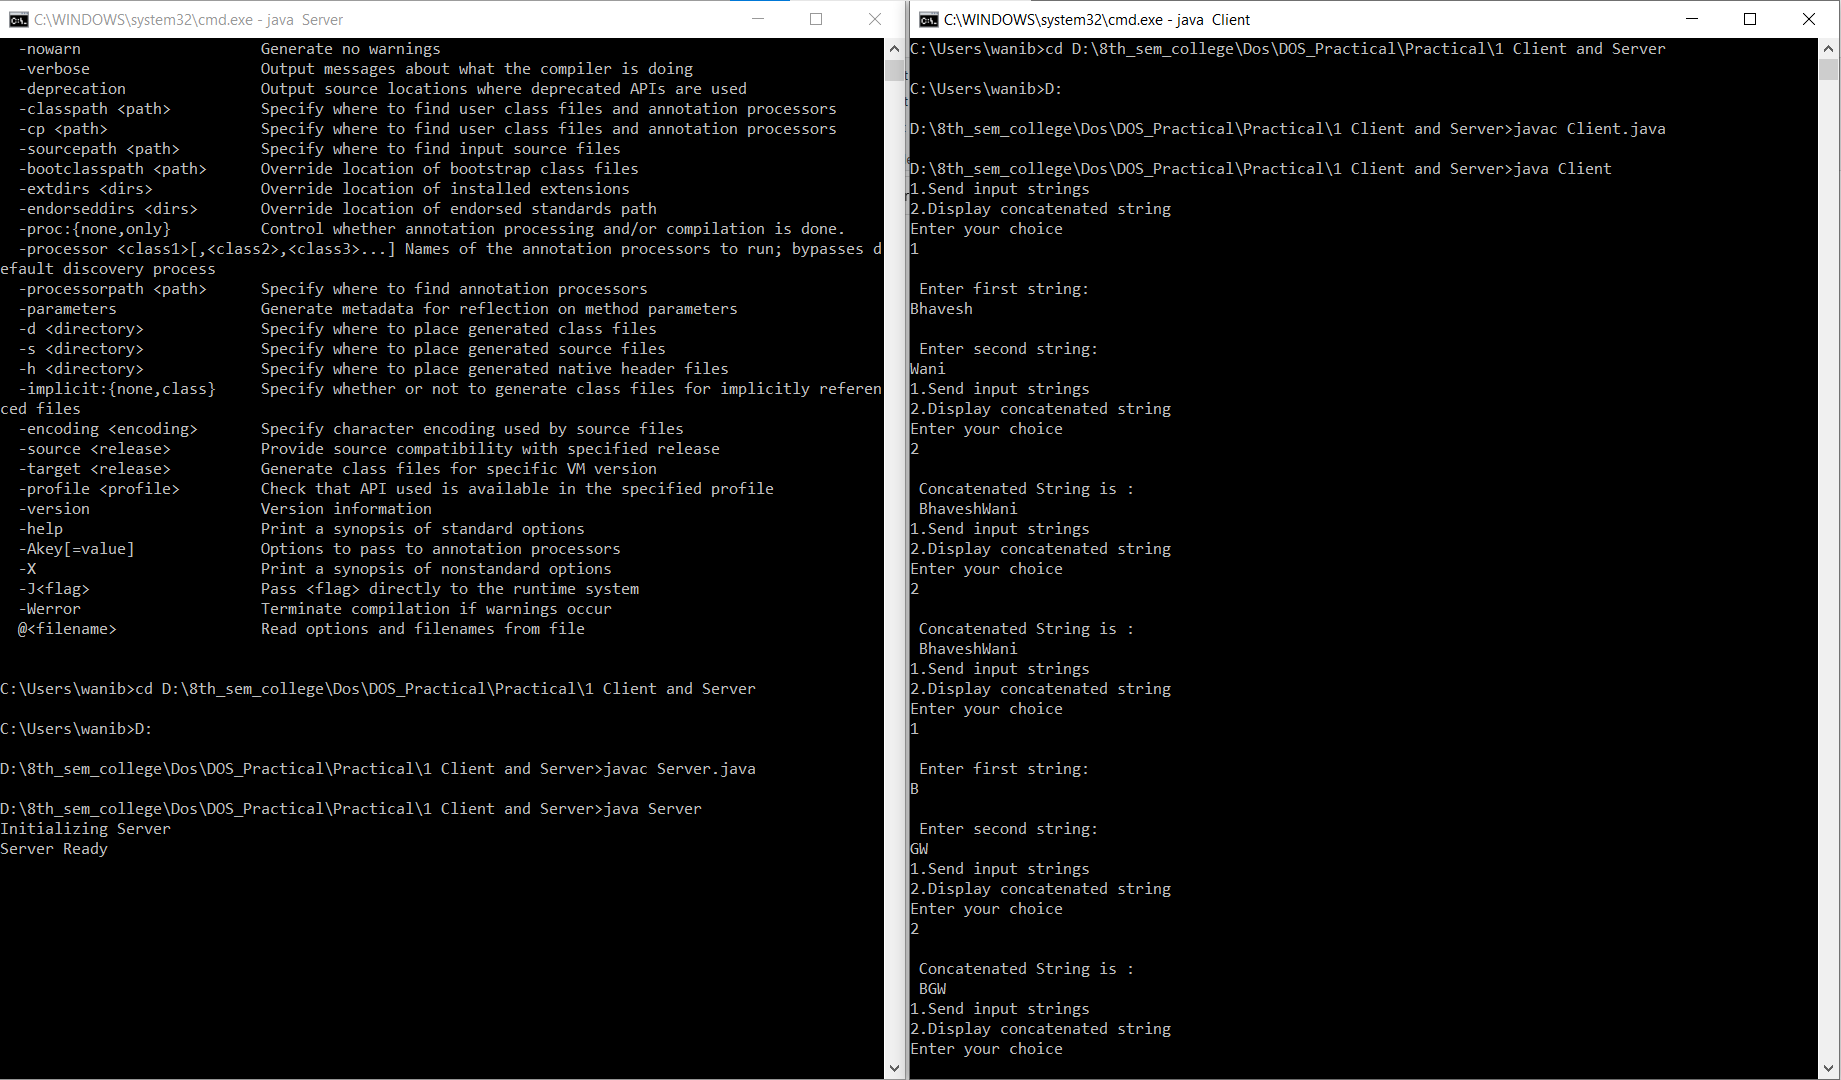 C:\WINDOWS\system32\cmd.exe - java  Server
  -nowarn                    Generate no warnings
  -verbose                   Output messages about what the compiler is doing
  -deprecation               Output source locations where deprecated APIs are used
  -classpath <path>          Specify where to find user class files and annotation processors
  -cp <path>                 Specify where to find user class files and annotation processors
  -sourcepath <path>         Specify where to find input source files
  -bootclasspath <path>      Override location of bootstrap class files
  -extdirs <dirs>            Override location of installed extensions
  -endorseddirs <dirs>       Override location of endorsed standards path
  -proc:{none,only}          Control whether annotation processing and/or compilation is done.
  -processor <class1>[,<class2>,<class3>...] Names of the annotation processors to run; bypasses d
efault discovery process
  -processorpath <path>      Specify where to find annotation processors
  -parameters                Generate metadata for reflection on method parameters
  -d <directory>             Specify where to place generated class files
  -s <directory>             Specify where to place generated source files
  -h <directory>             Specify where to place generated native header files
  -implicit:{none,class}     Specify whether or not to generate class files for implicitly referen
ced files
  -encoding <encoding>       Specify character encoding used by source files
  -source <release>          Provide source compatibility with specified release
  -target <release>          Generate class files for specific VM version
  -profile <profile>         Check that API used is available in the specified profile
  -version                   Version information
  -help                      Print a synopsis of standard options
  -Akey[=value]              Options to pass to annotation processors
  -X                         Print a synopsis of nonstandard options
  -J<flag>                   Pass <flag> directly to the runtime system
  -Werror                    Terminate compilation if warnings occur
  @<filename>                Read options and filenames from file
C:\Users\wanib>cd D:\8th_sem_college\Dos\DOS_Practical\Practical\1 Client and Server
C:\Users\wanib>D:
D:\8th_sem_college\Dos\DOS_Practical\Practical\1 Client and Server>javac Server.java
D:\8th_sem_college\Dos\DOS_Practical\Practical\1 Client and Server>java Server
Initializing Server
Server Ready
C:\WINDOWS\system32\cmd.exe - java  Client
C:\Users\wanib>cd D:\8th_sem_college\Dos\DOS_Practical\Practical\1 Client and Server
C:\Users\wanib>D:
D:\8th_sem_college\Dos\DOS_Practical\Practical\1 Client and Server>javac Client.java
D:\8th_sem_college\Dos\DOS_Practical\Practical\1 Client and Server>java Client
1.Send input strings
2.Display concatenated string
Enter your choice
1
 Enter first string:
Bhavesh
 Enter second string:
Wani
1.Send input strings
2.Display concatenated string
Enter your choice
2
 Concatenated String is :
 BhaveshWani
1.Send input strings
2.Display concatenated string
Enter your choice
2
 Concatenated String is :
 BhaveshWani
1.Send input strings
2.Display concatenated string
Enter your choice
1
 Enter first string:
B
 Enter second string:
GW
1.Send input strings
2.Display concatenated string
Enter your choice
2
 Concatenated String is :
 BGW
1.Send input strings
2.Display concatenated string
Enter your choice